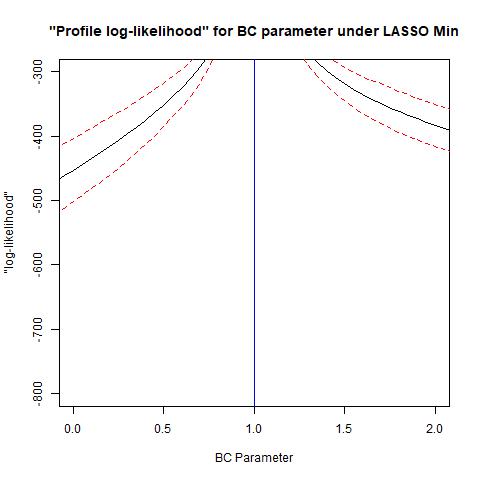 "Profile log-likelihood" for BC parameter under LASSO Min
"log-likelihood"
-300
-400
-500
-600
-700
-800
0.0 0.5 1.0 1.5 2.0
BC Parameter